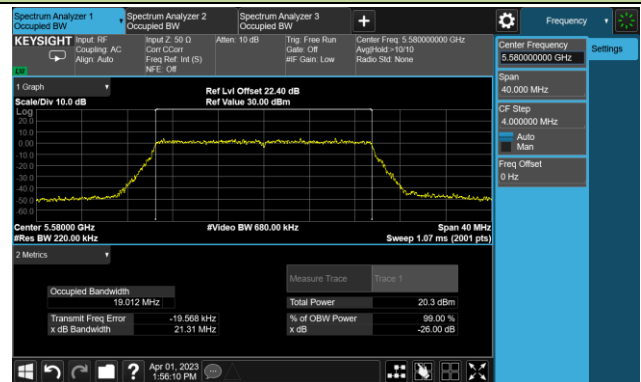 Spectrum Analyzer 1
Occupied BW
Spectrum Analyzer 2
Occupied BW
Spectrum Analyzer 3
Occupied BW
Frequency
KEYSIGHT
Input: RF
Coupling: AC
Align: Auto
Input Z: 50 Ω
Corr CCorr
Freq Ref: Int (S)
NFE: Off
Atten: 10 dB
Trig: Free Run
Gate: Off
#IF Gain: Low
Center Freq: 5.580000000 GHz
Avg|Hold:>10/10
Radio Std: None
Center Frequency
5.580000000 GHz
Settings
Span
40.000 MHz
CF Step
4.000000 MHz
Auto
Man
Freq Offset
0 Hz
1 Graph
Scale/Div 10.0 dB
Ref Lvl Offset 22.40 dB
Ref Value 30.00 dBm
Log
20.0
10.0
0.00
-10.0
-20.0
-30.0
-40.0
-50.0
-60.0
Center 5.58000 GHz
#Res BW 220.00 kHz
#Video BW 680.00 kHz
Span 40 MHz
Sweep 1.07 ms (2001 pts)
2 Metrics
Measure Trace
Trace 1
Occupied Bandwidth
19.012 MHz
Total Power
20.3 dBm
Transmit Freq Error
-19.568 kHz
% of OBW Power
99.00 %
x dB Bandwidth
21.31 MHz
x dB
-26.00 dB
Apr 01, 2023
1:56:10 PM